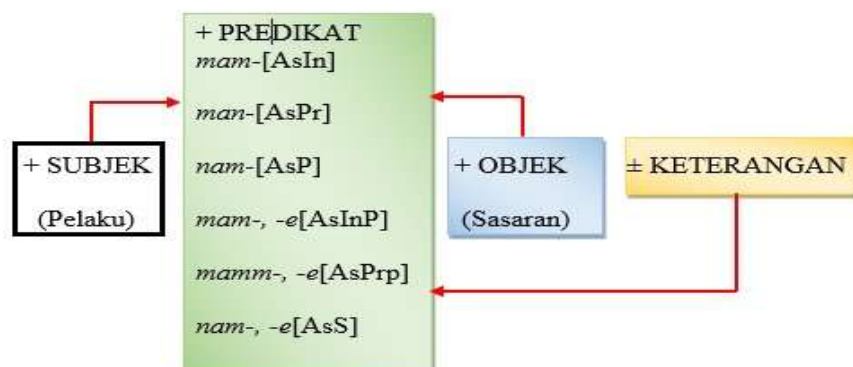 + PREDIKAT
mam-[AsIn]
man-[AsPr]
nam-[AsP]
mam-, -e[AsInP]
mamm-, -e[AsPrp]
nam-, -e[AsS]
+ SUBJEK
(Pelaku)
+ OBJEK
(Sasaran)
± KETERANGAN